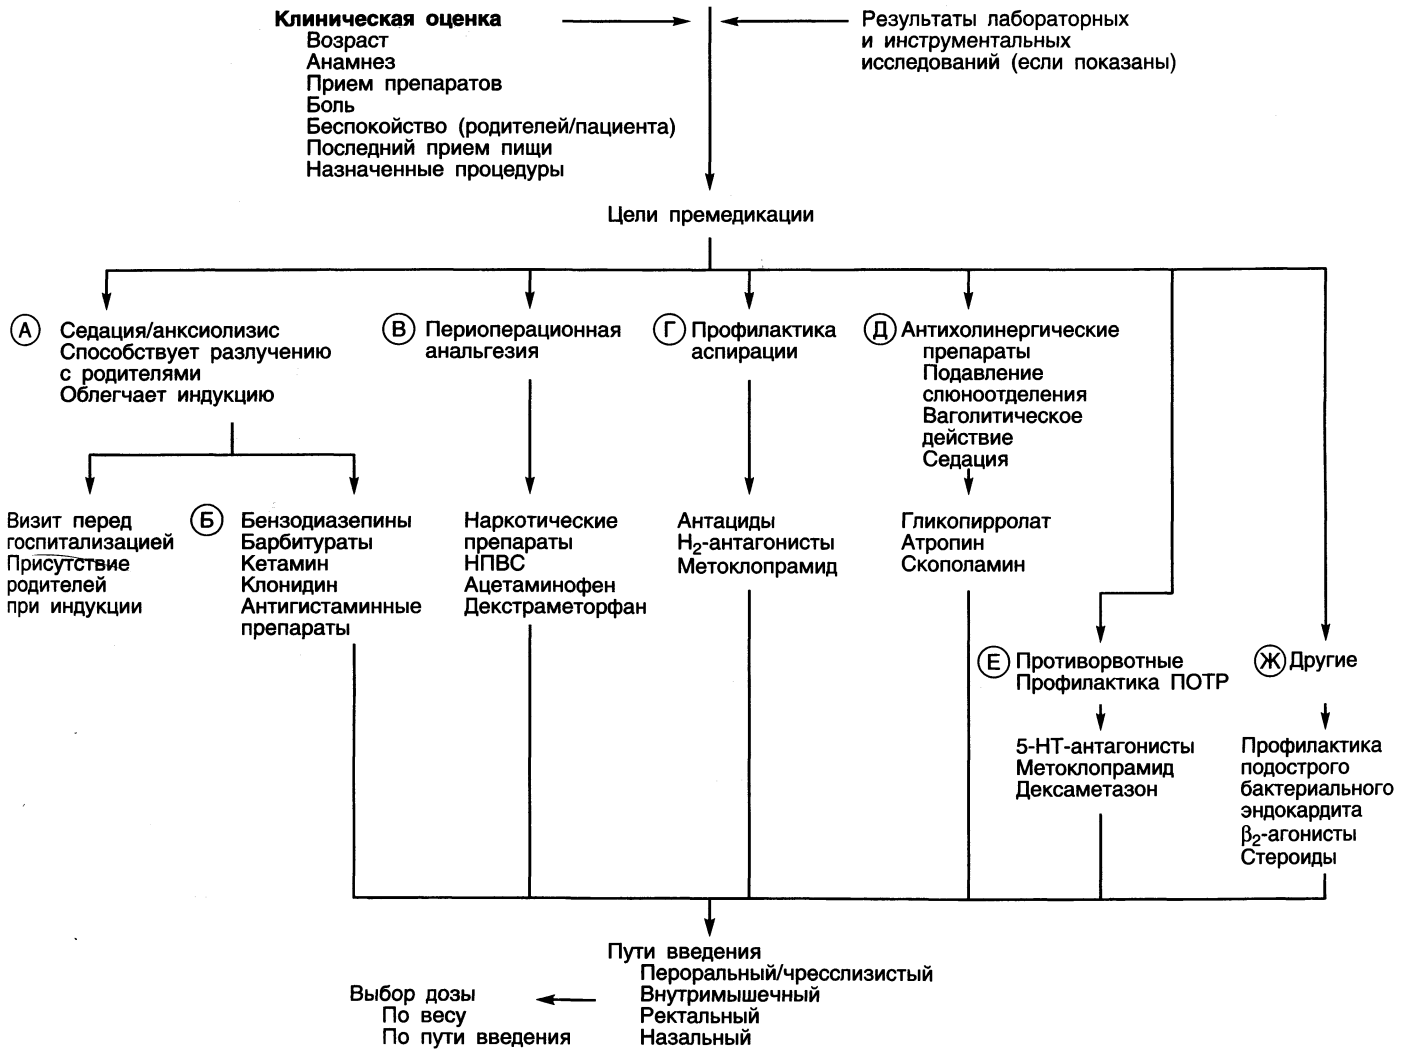 Клиническая оценка
Возраст
Анамнез
Прием препаратов
Боль
Беспокойство (родителей/пациента)
Последний прием пищи
Назначенные процедуры
Результаты лабораторных
и инструментальных
исследований (если показаны)
Цели премедикации
А
Седация/анксиолизис
Способствует разлучению
с родителями
Облегчает индукцию
В
Периоперационная
анальгезия
Г
Профилактика
аспирации
Д
Антихолинергические
препараты
Подавление
слюноотделения
Ваголитическое
действие
Седация
Визит перед
госпитализацией
Присутствие
родителей
при индукции
Б
Бензодиазепины
Барбитураты
Кетамин
Клонидин
Антигистаминные
препараты
Наркотические
препараты
НПВС
Ацетаминофен
Декстраметорфан
Антациды
H₂-антагонисты
Метоклопрамид
Гликопирролат
Атропин
Скополамин
Е
Противорвотные
Профилактика ПОТР
5-НТ-антагонисты
Метоклопрамид
Дексаметазон
Ж
Другие
Профилактика
подострого
бактериального
эндокардита
β₂-агонисты
Стероиды
Пути введения
Пероральный/чресслизистый
Внутримышечный
Ректальный
Назальный
Выбор дозы
По весу
По пути введения